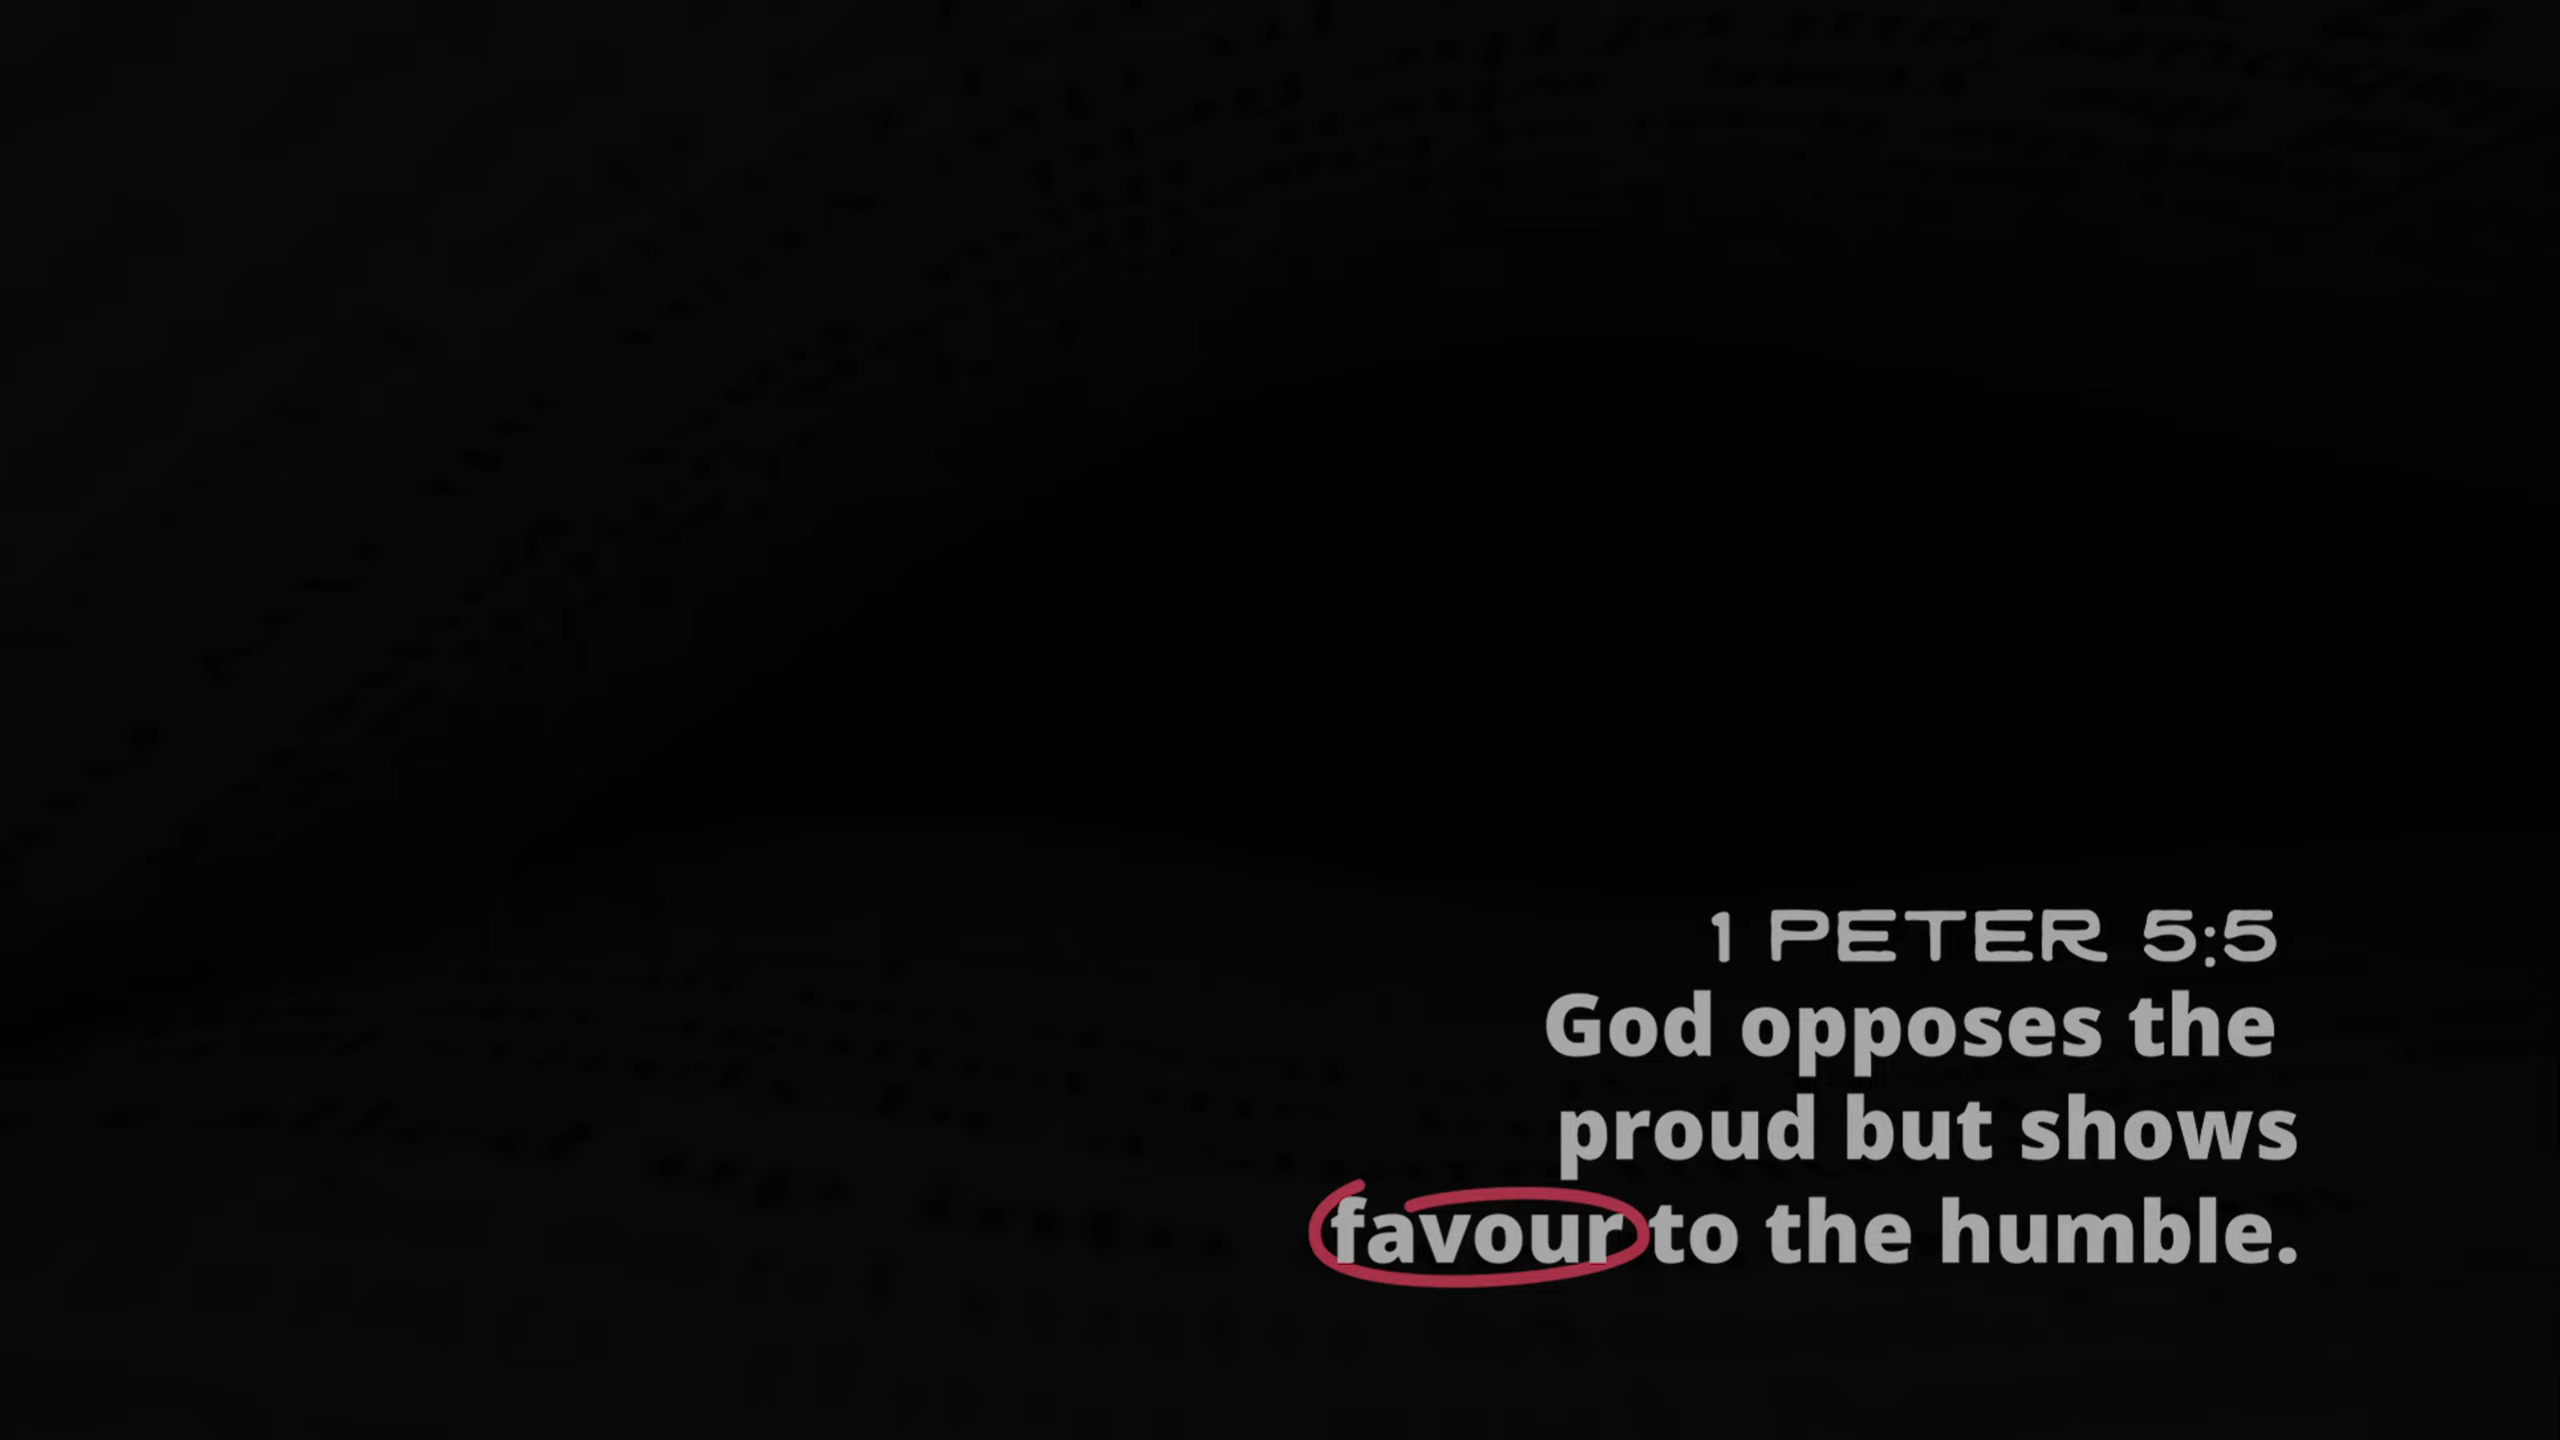 1 PETER 5:5
God opposes the
proud but shows
favour to the humble.